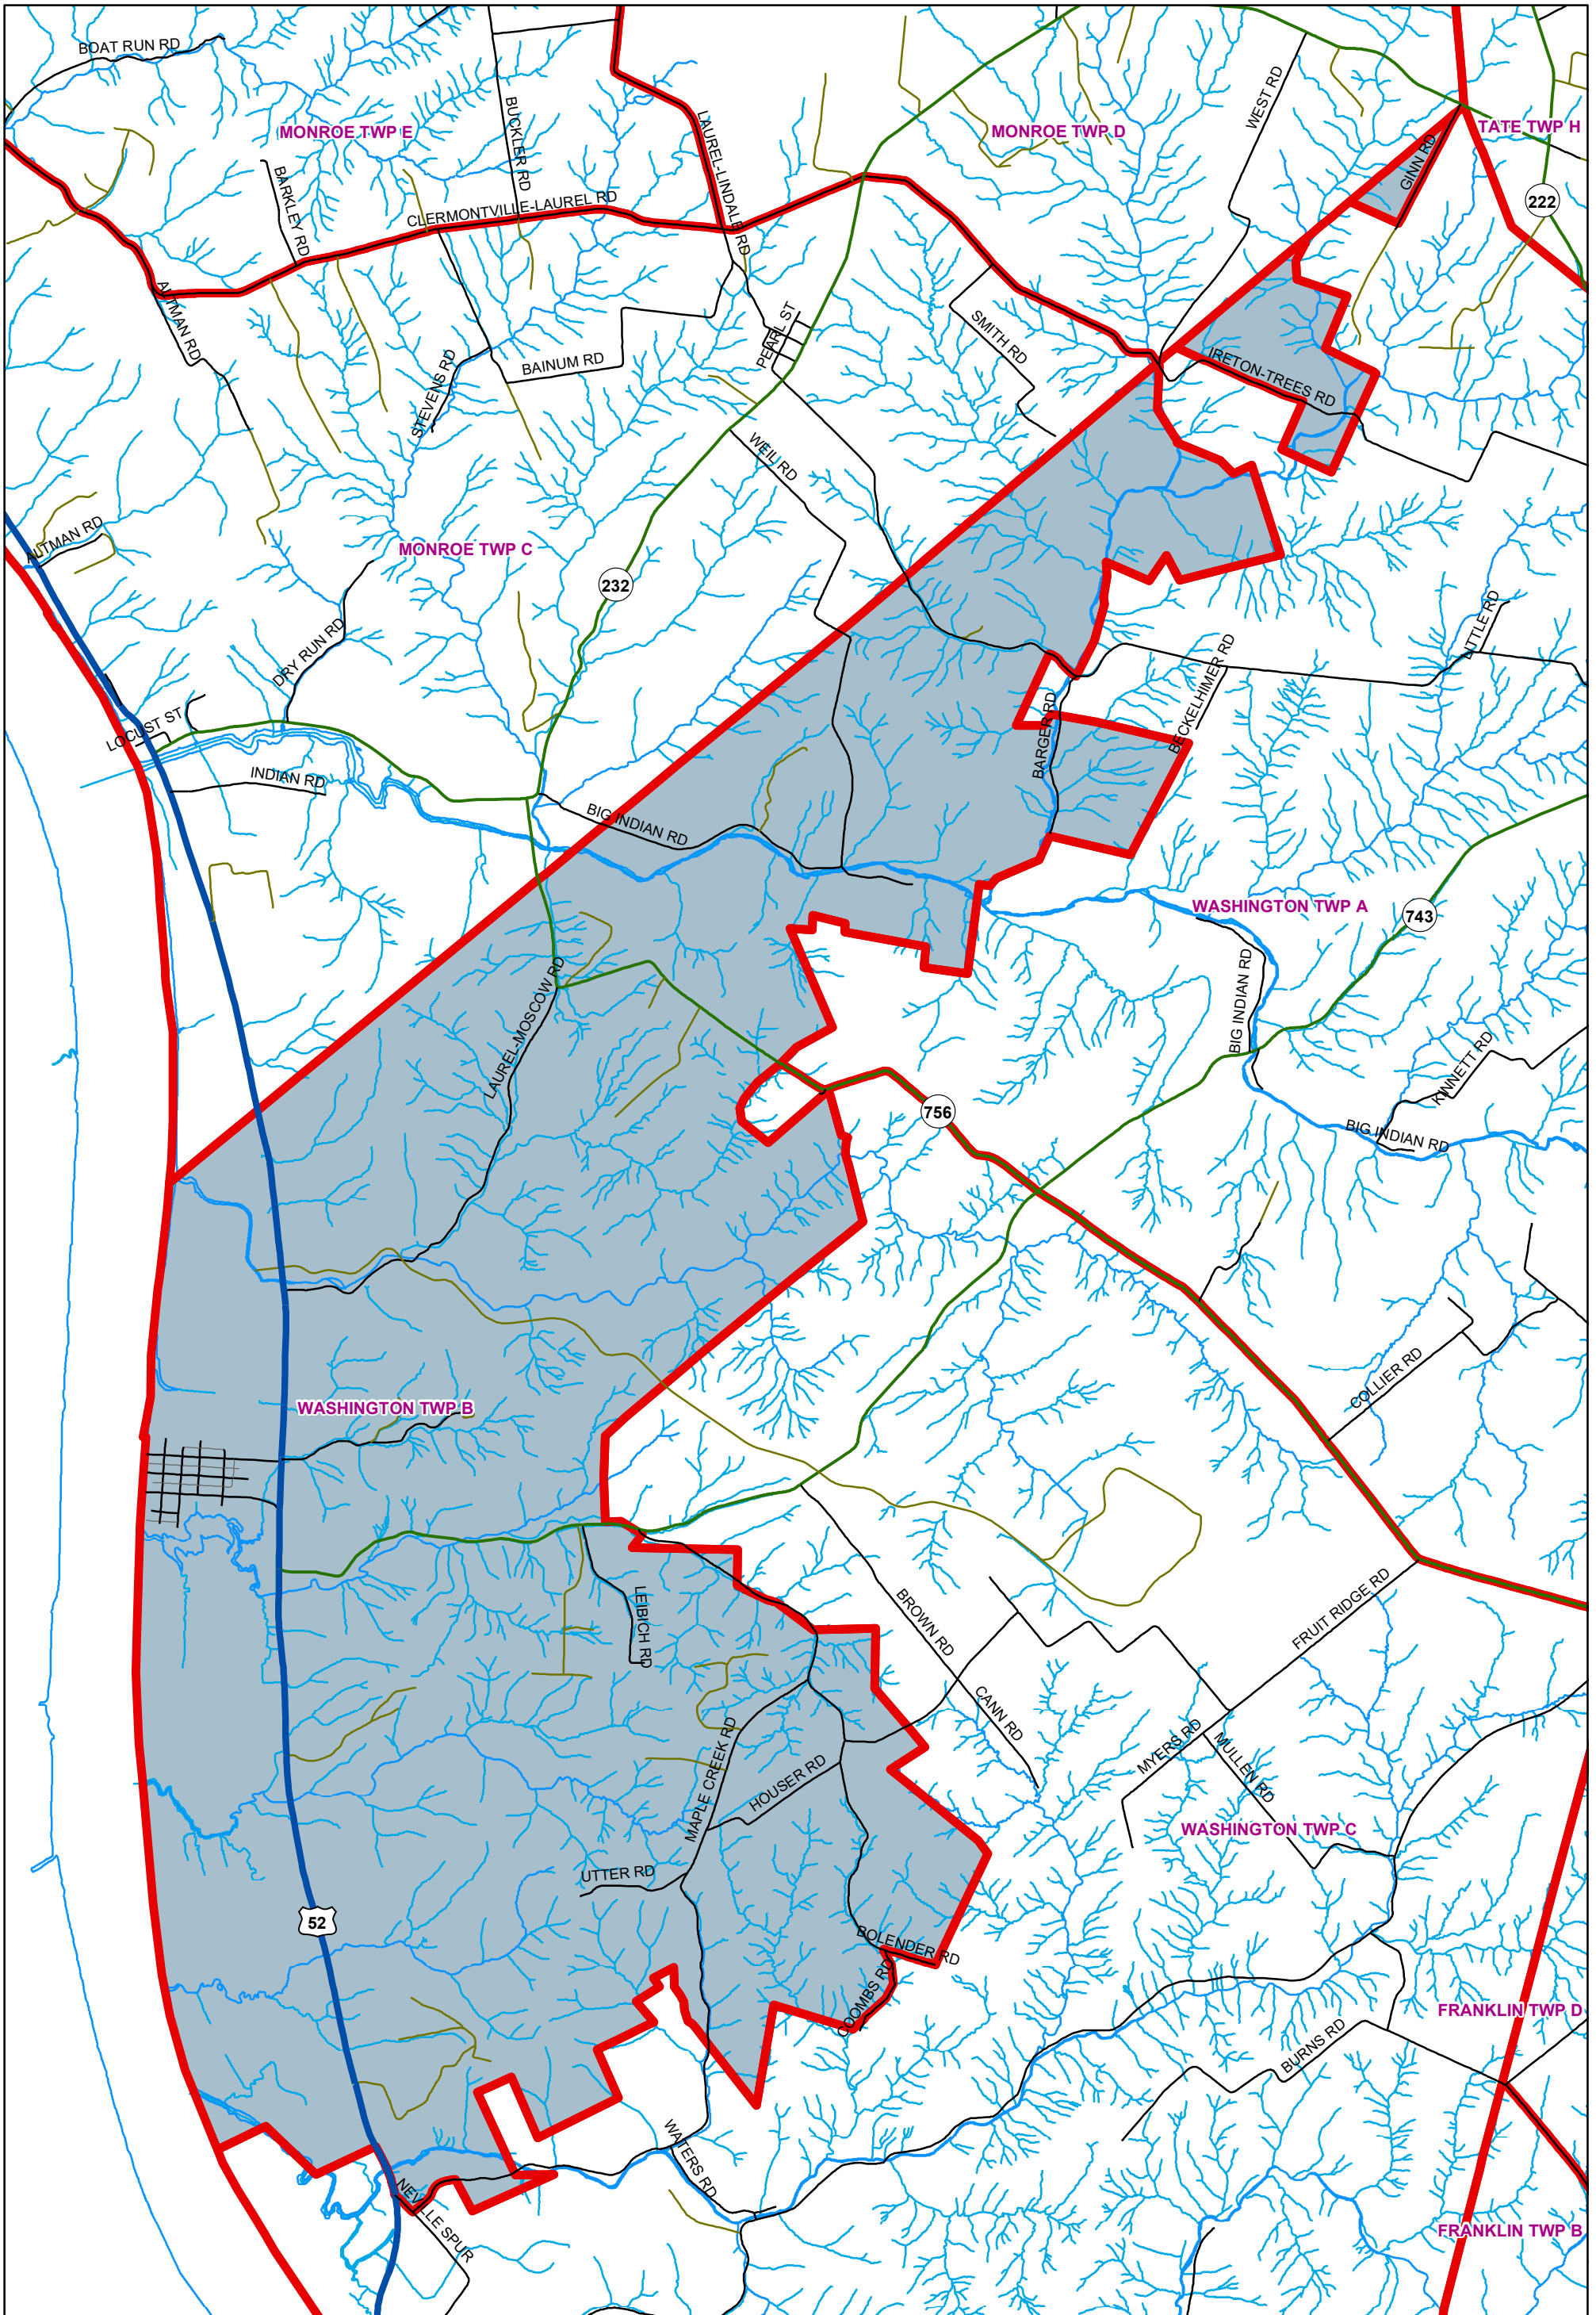 BOAT RUN RD
MONROE TWP E
BUCKLER RD
LAUREL-LINDALE RD
MONROE TWP D
WEST RD
TATE TWP H
GINN RD
222
BARKLEY RD
CLERMONTVILLE-LAUREL RD
ALTMAN RD
STEVENS RD
BAINUM RD
PEARL ST
SMITH RD
IRETON-TREES RD
WEIL RD
ALTMAN RD
MONROE TWP C
232
DRY RUN RD
LITTLE RD
BECKELHIMER RD
BARGER RD
LOCUST ST
INDIAN RD
BIG INDIAN RD
WASHINGTON TWP A
743
BIG INDIAN RD
LAUREL-MOSCOW RD
KINNETT RD
756
BIG INDIAN RD
COLLIER RD
WASHINGTON TWP B
LEIBICH RD
BROWN RD
FRUIT RIDGE RD
CANN RD
MYERS RD
MULLEN RD
MAPLE CREEK RD
HOUSER RD
WASHINGTON TWP C
UTTER RD
52
BOLENDER RD
COOMBS RD
FRANKLIN TWP D
BURNS RD
WATERS RD
NEVILLE SPUR
FRANKLIN TWP B